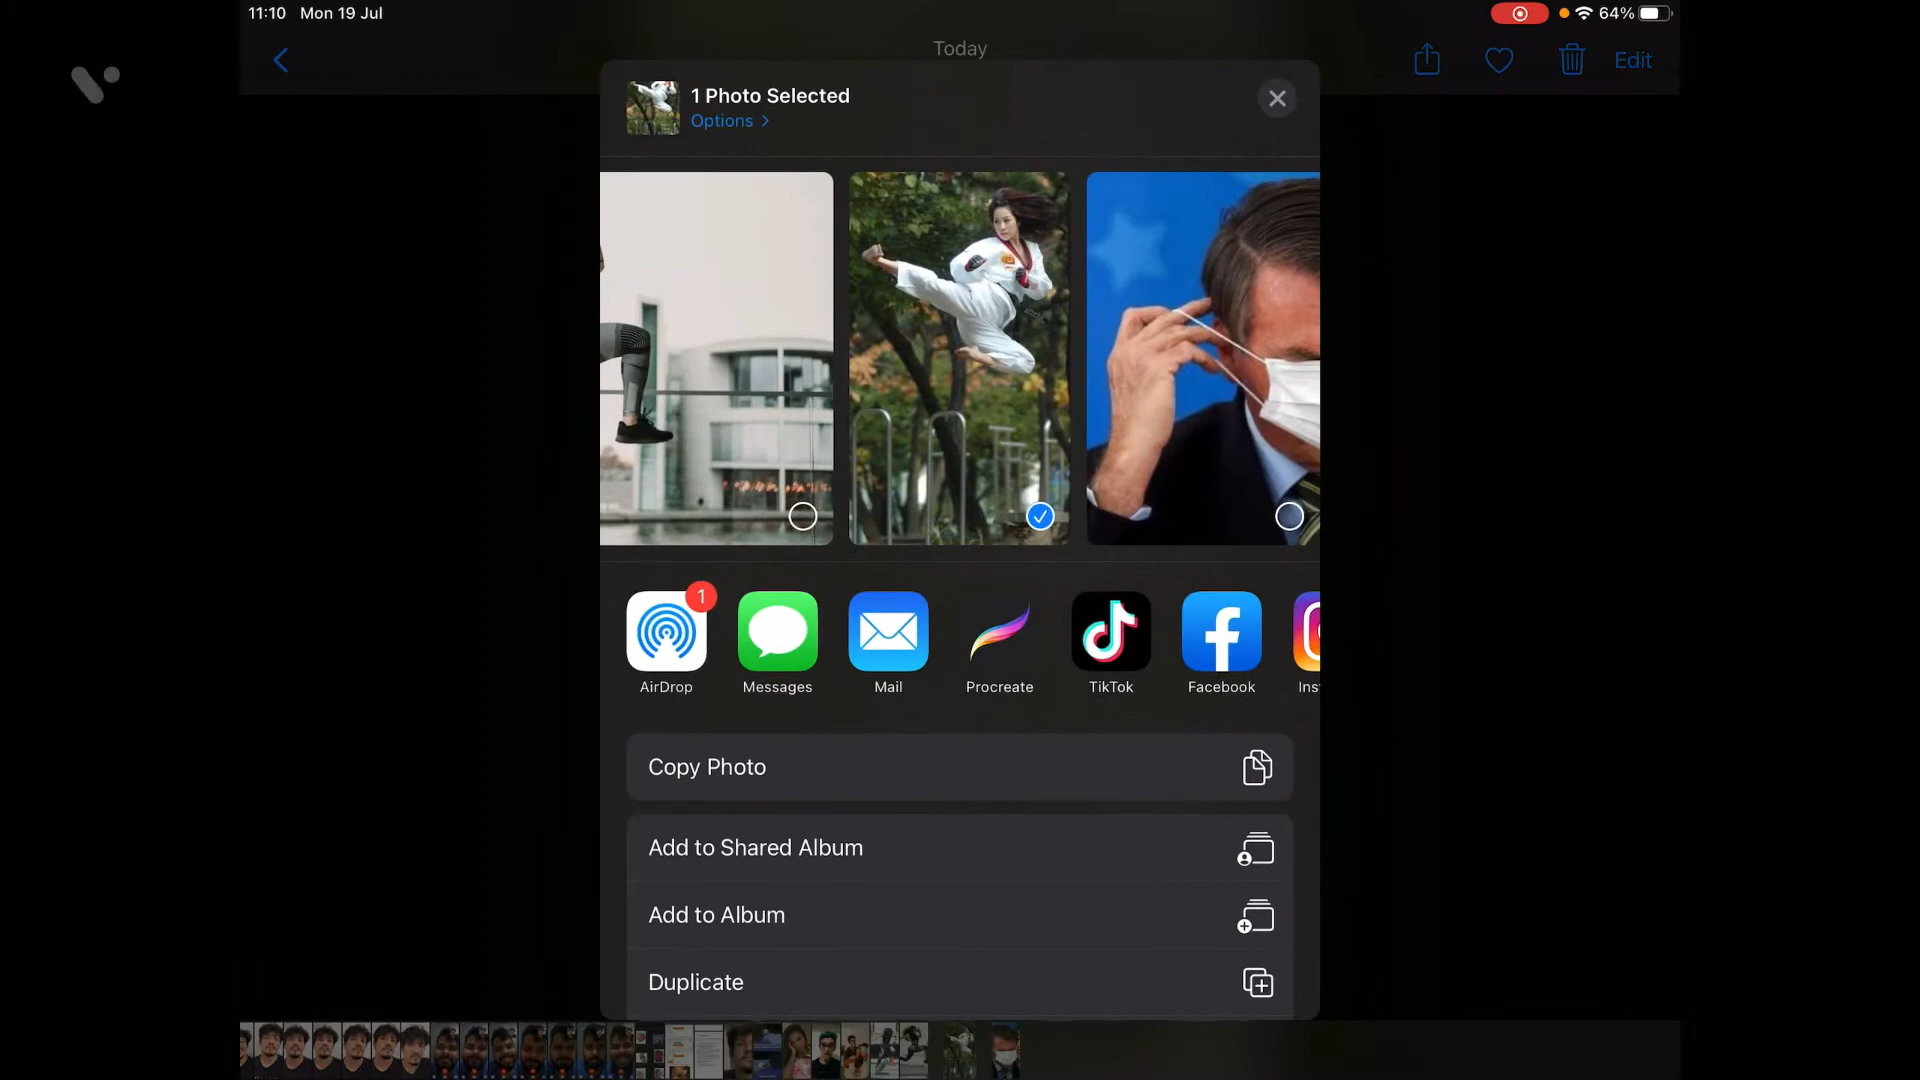 11:10 Mon 19 Jul
64%
Today
Edit
1 Photo Selected
Options
1
AirDrop
Messages
Mail
Procreate
TikTok
Facebook
Ins
Copy Photo
Add to Shared Album
Add to Album
Duplicate